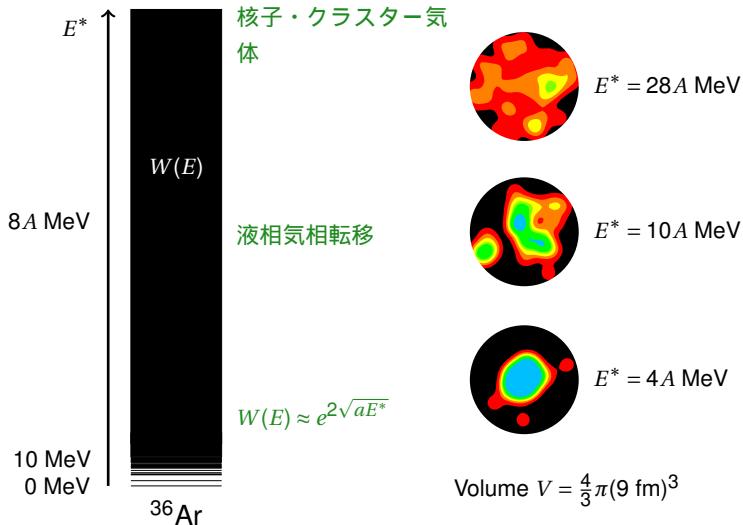 E*
核子・クラスター気
体
E* = 28A MeV
W(E)
8A MeV
液相気相転移
E* = 10A MeV
E* = 4A MeV
W(E) ≈ e^{2√aE*}
10 MeV
0 MeV
³⁶Ar
Volume V = 4/3 π(9 fm)³